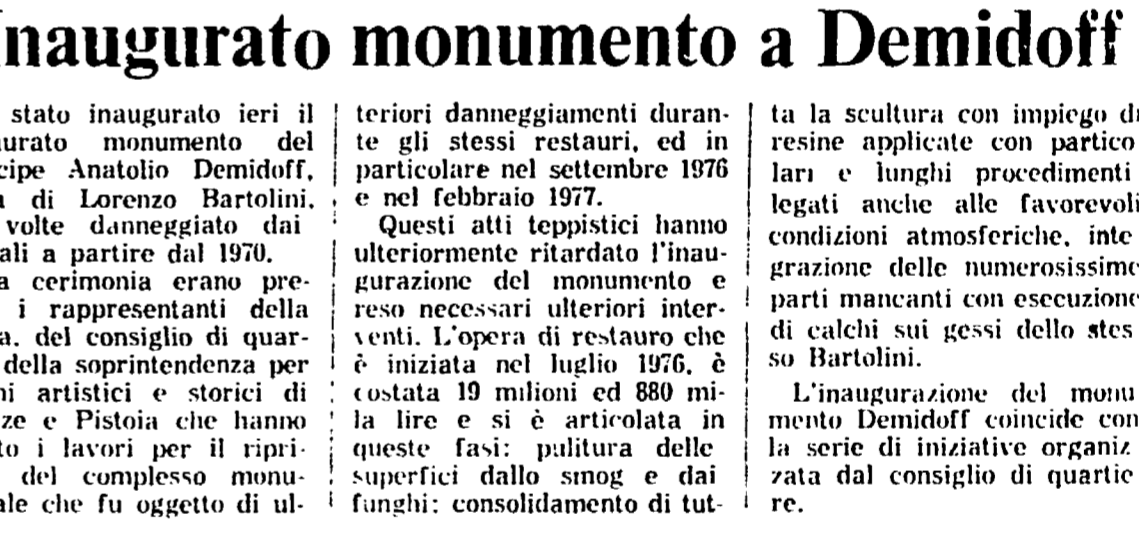 Inaugurato monumento a Demidoff
stato inaugurato ieri il
urato monumento del
cipe Anatolio Demidoff,
di Lorenzo Bartolini,
volte danneggiato dai
ali a partire dal 1970.
a cerimonia erano pre-
i rappresentanti della
a. del consiglio di quar-
della soprintendenza per
ni artistici e storici di
ze e Pistoia che hanno
to i lavori per il ripri-
del complesso monu-
ale che fu oggetto di ul-
teriori danneggiamenti duran-
te gli stessi restauri, ed in
particolare nel settembre 1976
e nel febbraio 1977.
Questi atti teppistici hanno
ulteriormente ritardato l'inau-
gurazione del monumento e
reso necessari ulteriori inter-
venti. L'opera di restauro che
è iniziata nel luglio 1976, è
costata 19 milioni ed 880 mi-
la lire e si è articolata in
queste fasi: pulitura delle
superfici dallo smog e dai
funghi: consolidamento di tut-
ta la scultura con impiego di
resine applicate con partico
lari e lunghi procedimenti
legati anche alle favorevoli
condizioni atmosferiche, inte
grazione delle numerosissime
parti mancanti con esecuzione
di calchi sui gessi dello stes
so Bartolini.
L'inaugurazione del monu
mento Demidoff coincide con
la serie di iniziative organiz
zata dal consiglio di quartie
re.